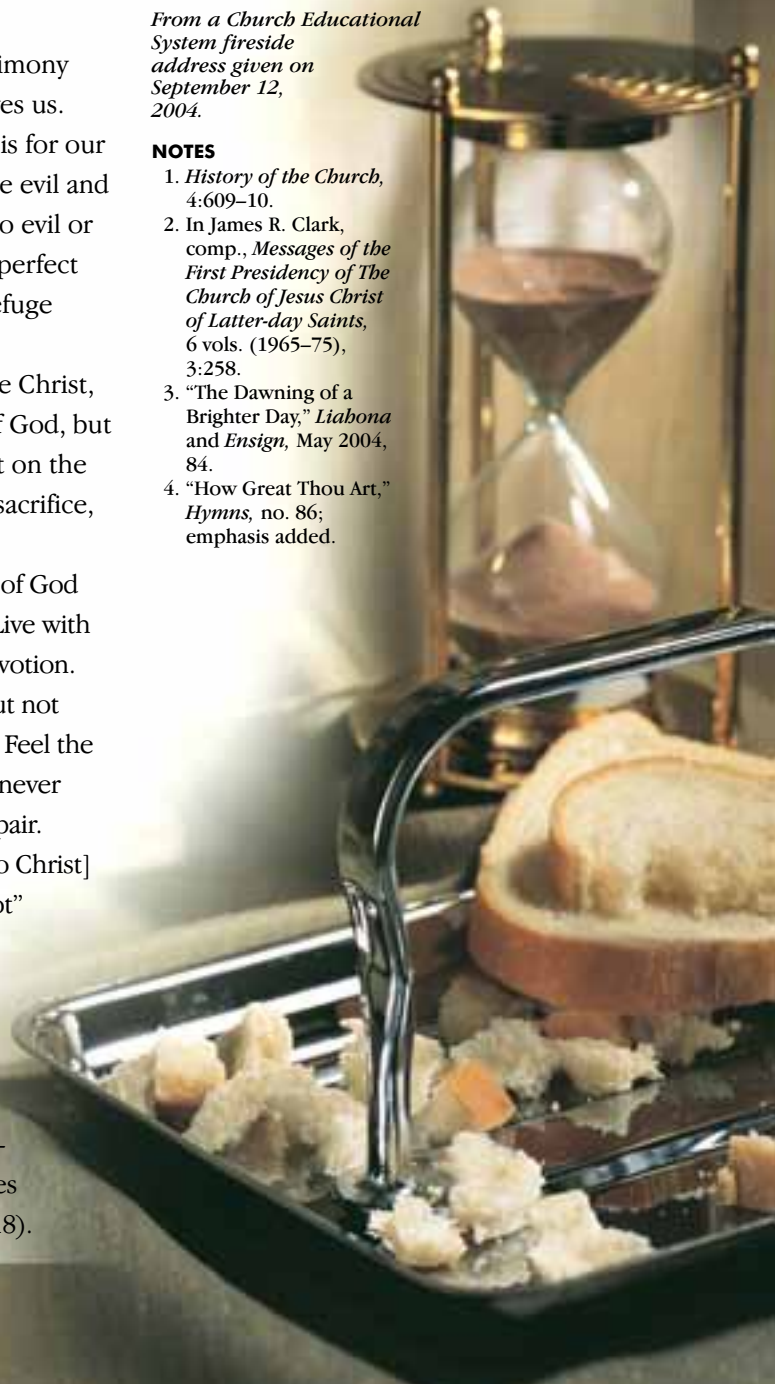 imony
es us.
is for our
e evil and
o evil or
perfect
efuge
e Christ,
f God, but
t on the
sacrifice,
of God
Live with
votion.
ut not
Feel the
never
pair.
o Christ]
ot”
-
es
8).
From a Church Educational
System fireside
address given on
September 12,
2004.
NOTES
1. History of the Church,
4:609–10.
2. In James R. Clark,
comp., Messages of the
First Presidency of The
Church of Jesus Christ
of Latter-day Saints,
6 vols. (1965–75),
3:258.
3. “The Dawning of a
Brighter Day,” Liahona
and Ensign, May 2004,
84.
4. “How Great Thou Art,”
Hymns, no. 86;
emphasis added.